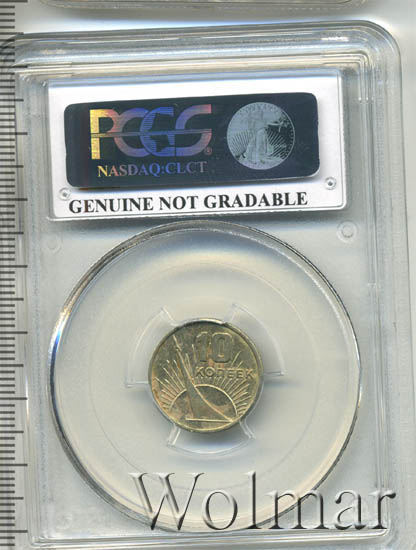 PCGS
NASDAQ:CLCT
GENUINE NOT GRADABLE
10
КОПЕЕК
Wolmar